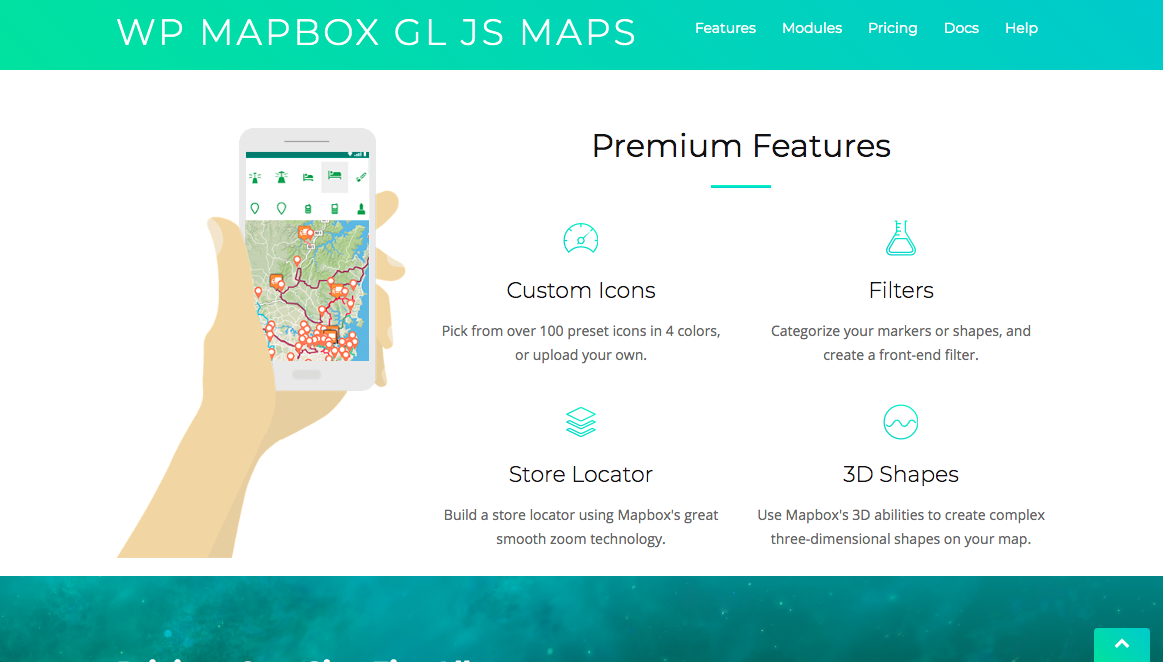 WP MAPBOX GL JS MAPS
Features Modules Pricing Docs Help
Premium Features
Custom Icons
Pick from over 100 preset icons in 4 colors,
or upload your own.
Filters
Categorize your markers or shapes, and
create a front-end filter.
Store Locator
Build a store locator using Mapbox's great
smooth zoom technology.
3D Shapes
Use Mapbox's 3D abilities to create complex
three-dimensional shapes on your map.